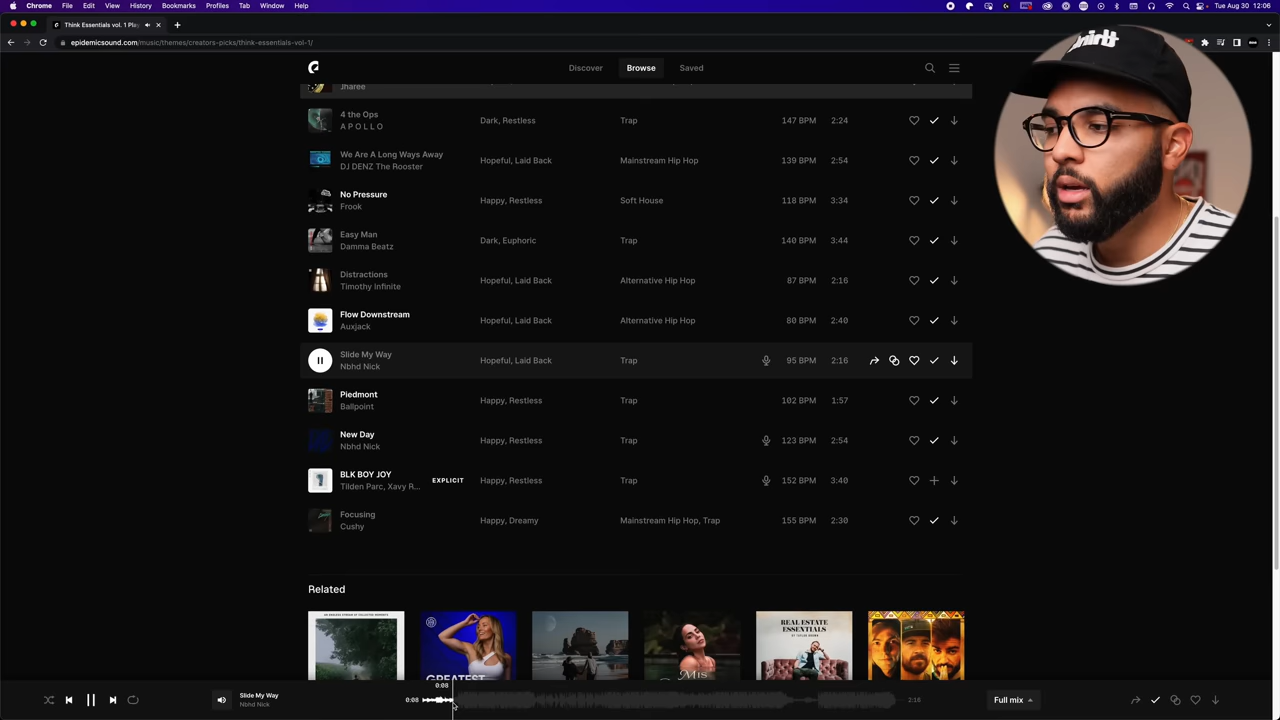 Chrome File Edit View History Bookmarks Profiles Tab Window Help
Tue Aug 30 12:06
Think Essentials vol. 1 Play
epidemicsound.com/music/themes/creators-picks/think-essentials-vol-1/
Discover Browse Saved
Jharee
4 the Ops
A P O L L O
Dark, Restless Trap 147 BPM 2:24
We Are A Long Ways Away
DJ DENZ The Rooster
Hopeful, Laid Back Mainstream Hip Hop 139 BPM 2:54
No Pressure
Frook
Happy, Restless Soft House 118 BPM 3:34
Easy Man
Damma Beatz
Dark, Euphoric Trap 140 BPM 3:44
Distractions
Timothy Infinite
Hopeful, Laid Back Alternative Hip Hop 87 BPM 2:16
Flow Downstream
Auxjack
Hopeful, Laid Back Alternative Hip Hop 80 BPM 2:40
Slide My Way
Nbhd Nick
Hopeful, Laid Back Trap 95 BPM 2:16
Piedmont
Ballpoint
Happy, Restless Trap 102 BPM 1:57
New Day
Nbhd Nick
Happy, Restless Trap 123 BPM 2:54
BLK BOY JOY
Tilden Parc, Xavy R...
EXPLICIT Happy, Restless Trap 152 BPM 3:40
Focusing
Cushy
Happy, Dreamy Mainstream Hip Hop, Trap 155 BPM 2:30
Related
GREATEST
MIS
REAL ESTATE
ESSENTIALS
0:08
Slide My Way
Nbhd Nick
0:08 2:16 Full mix